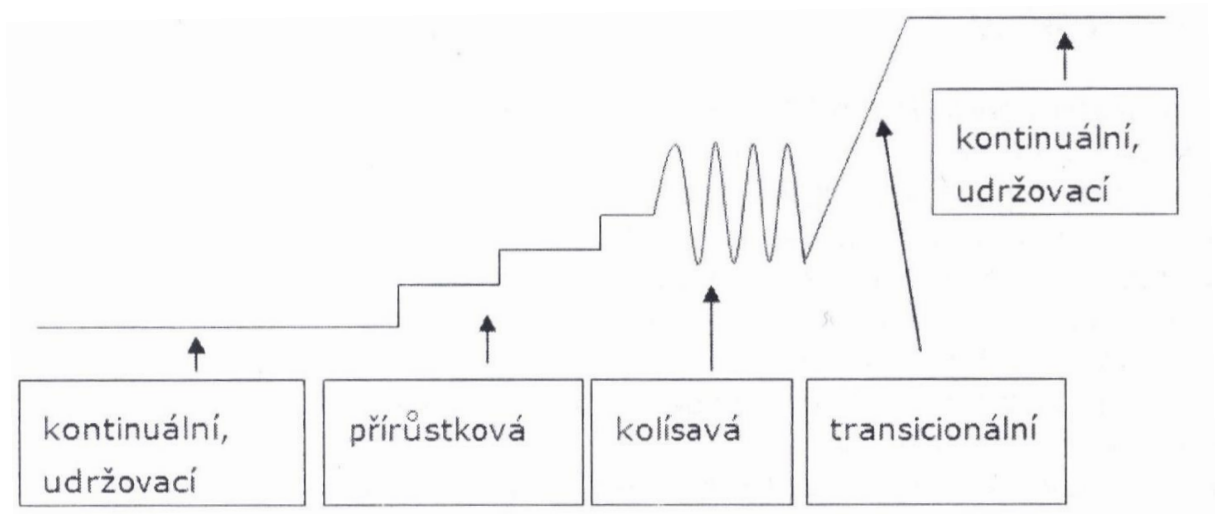 kontinuální,
udržovací
kontinuální,
udržovací
přírůstková
kolísavá
transicionální